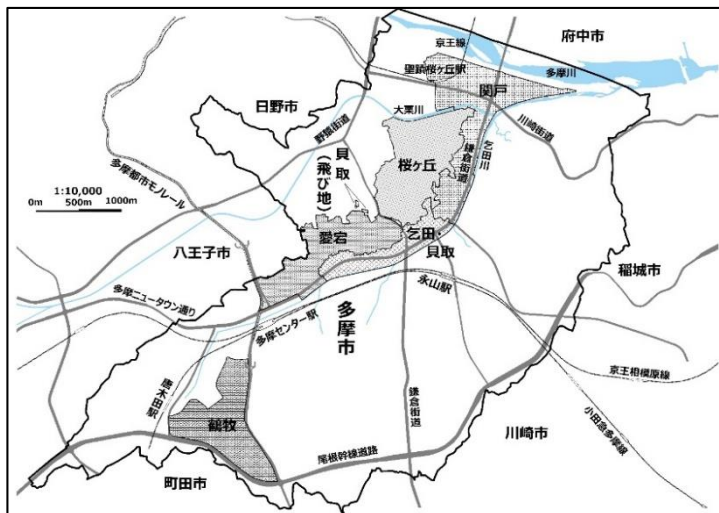 府中市
京王線
聖蹟桜ヶ丘駅
多摩川
関戸
日野市
大栗川
川崎街道
野猿街道
乞田川
鎌倉街道
多摩都市モノレール
桜ヶ丘
貝取
(飛び地)
1:10,000
0m 500m 1000m
愛宕
乞田
貝取
八王子市
稲城市
多摩ニュータウン通り
永山駅
多摩センター駅
多摩市
京王相模原線
唐木田駅
鶴牧
鎌倉街道
小田急多摩線
川崎市
尾根幹線道路
町田市